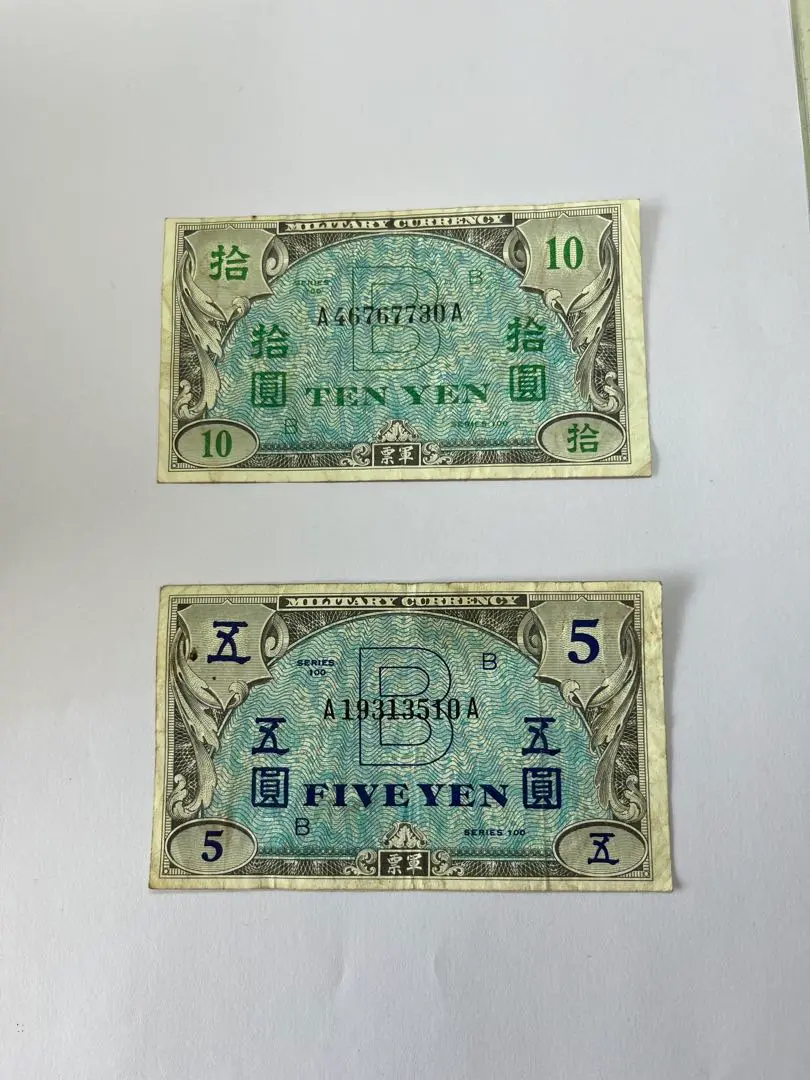 MILITARY CURRENCY
拾
10
SERIES
100
B
B
A46767730A
拾
圓
拾
圓
TEN YEN
B
SERIES 100
10
票軍
拾
MILITARY CURRENCY
五
5
SERIES
100
B
B
A19313510A
五
圓
五
圓
FIVE YEN
B
SERIES 100
5
票軍
五